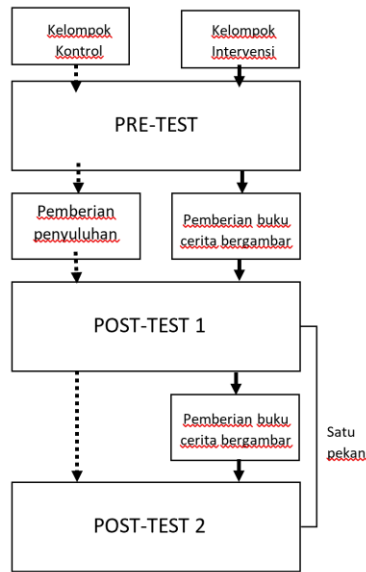 Kelompok
Kontrol
Kelompok
Intervensi
PRE-TEST
Pemberian
penyuluhan
Pemberian buku
cerita bergambar
POST-TEST 1
Pemberian buku
cerita bergambar
Satu
pekan
POST-TEST 2